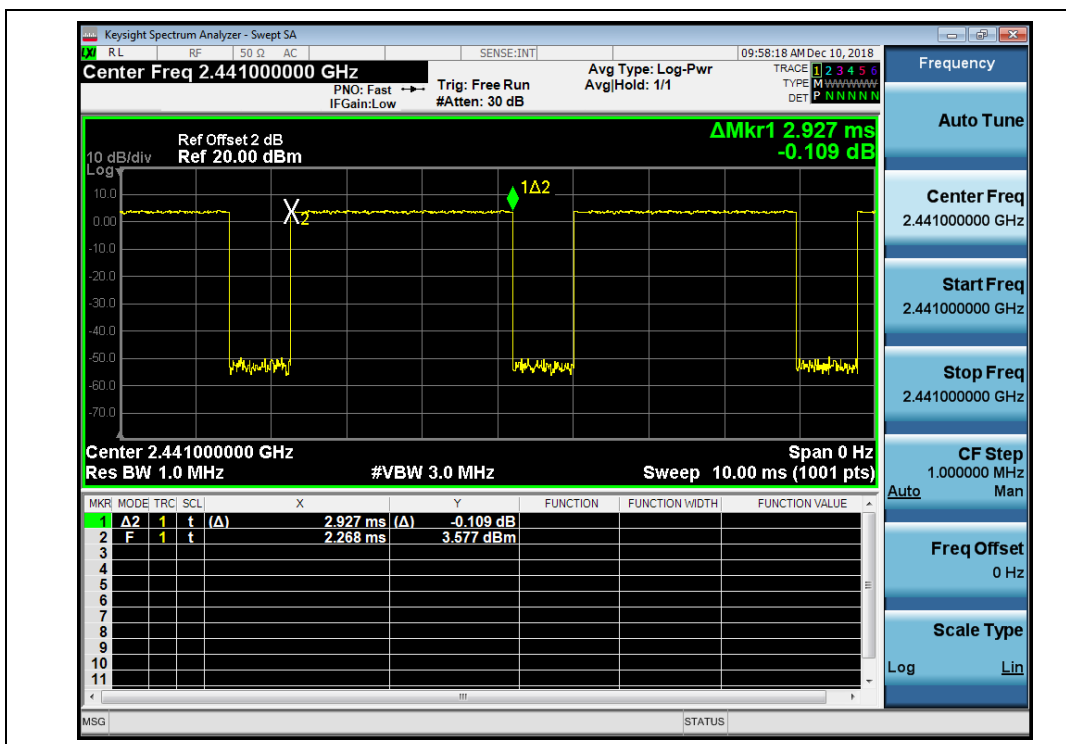 Keysight Spectrum Analyzer - Swept SA
LXI RL RF 50 Ω AC SENSE:INT 09:58:18 AM Dec 10, 2018
Center Freq 2.441000000 GHz
PNO: Fast
IFGain:Low
Trig: Free Run
#Atten: 30 dB
Avg Type: Log-Pwr
Avg|Hold: 1/1
TRACE 1 2 3 4 5 6
TYPE M WWWWW
DET P N N N N N
ΔMkr1 2.927 ms
-0.109 dB
Ref Offset 2 dB
10 dB/div Ref 20.00 dBm
Log
10.0
0.00
-10.0
-20.0
-30.0
-40.0
-50.0
-60.0
-70.0
X2
1Δ2
Center 2.441000000 GHz Span 0 Hz
Res BW 1.0 MHz #VBW 3.0 MHz Sweep 10.00 ms (1001 pts)
MKR MODE TRC SCL X Y FUNCTION FUNCTION WIDTH FUNCTION VALUE
1 Δ2 1 t (Δ) 2.927 ms (Δ) -0.109 dB
2 F 1 t 2.268 ms 3.577 dBm
3
4
5
6
7
8
9
10
11
MSG STATUS
Frequency
Auto Tune
Center Freq
2.441000000 GHz
Start Freq
2.441000000 GHz
Stop Freq
2.441000000 GHz
CF Step
1.000000 MHz
Auto Man
Freq Offset
0 Hz
Scale Type
Log Lin